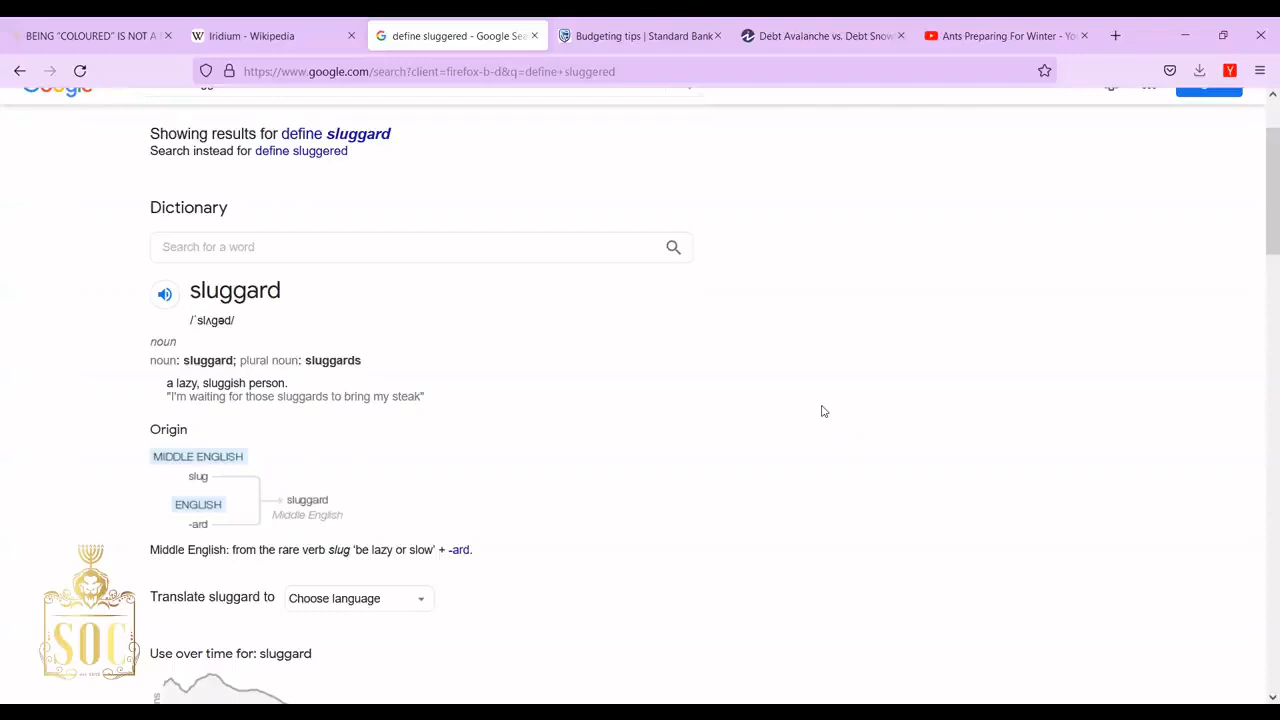 BEING “COLOURED” IS NOT A
Iridium - Wikipedia
define sluggered - Google Sea
Budgeting tips | Standard Bank
Debt Avalanche vs. Debt Snow
Ants Preparing For Winter - Yo
https://www.google.com/search?client=firefox-b-d&q=define+sluggered
Showing results for define sluggard
Search instead for define sluggered
Dictionary
Search for a word
sluggard
/ˈslʌɡəd/
noun
noun: sluggard; plural noun: sluggards
a lazy, sluggish person.
"I'm waiting for those sluggards to bring my steak"
Origin
MIDDLE ENGLISH
slug
ENGLISH
sluggard
Middle English
-ard
Middle English: from the rare verb slug ‘be lazy or slow’ + -ard.
Translate sluggard to
Choose language
Use over time for: sluggard
SOC